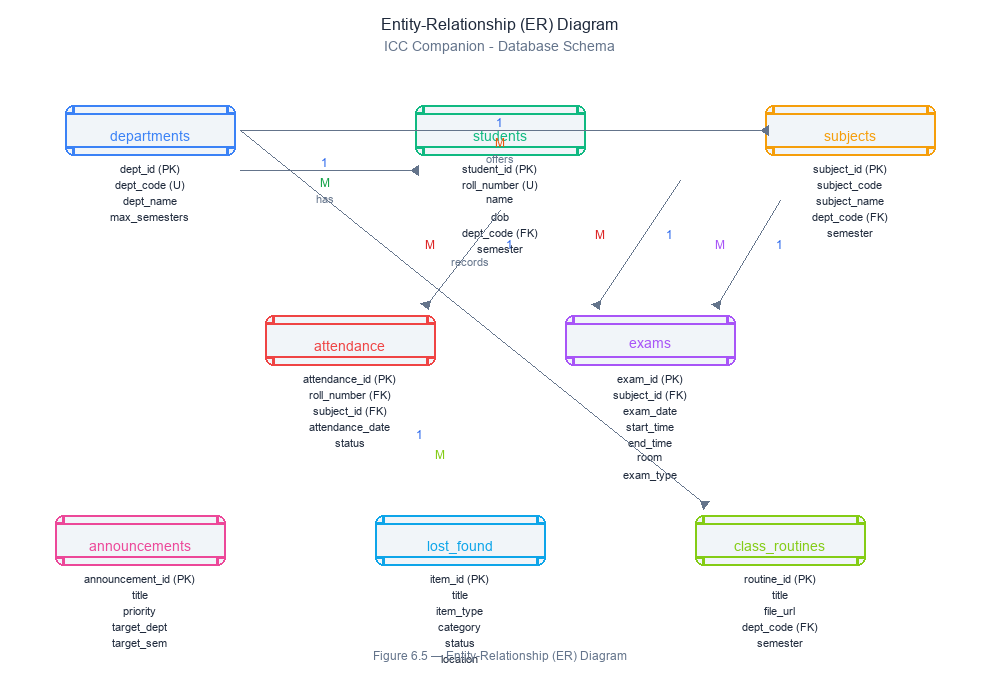 Entity-Relationship (ER) Diagram
ICC Companion - Database Schema
departments
dept_id (PK)
dept_code (U)
dept_name
max_semesters
1
M
has
students
1
M
offers
student_id (PK)
roll_number (U)
name
dob
dept_code (FK)
semester
subjects
subject_id (PK)
subject_code
subject_name
dept_code (FK)
semester
M
1
records
M
1
M
1
attendance
attendance_id (PK)
roll_number (FK)
subject_id (FK)
attendance_date
status
exams
exam_id (PK)
subject_id (FK)
exam_date
start_time
end_time
room
exam_type
1
M
announcements
announcement_id (PK)
title
priority
target_dept
target_sem
lost_found
item_id (PK)
title
item_type
category
status
location
class_routines
routine_id (PK)
title
file_url
dept_code (FK)
semester
Figure 6.5 — Entity-Relationship (ER) Diagram